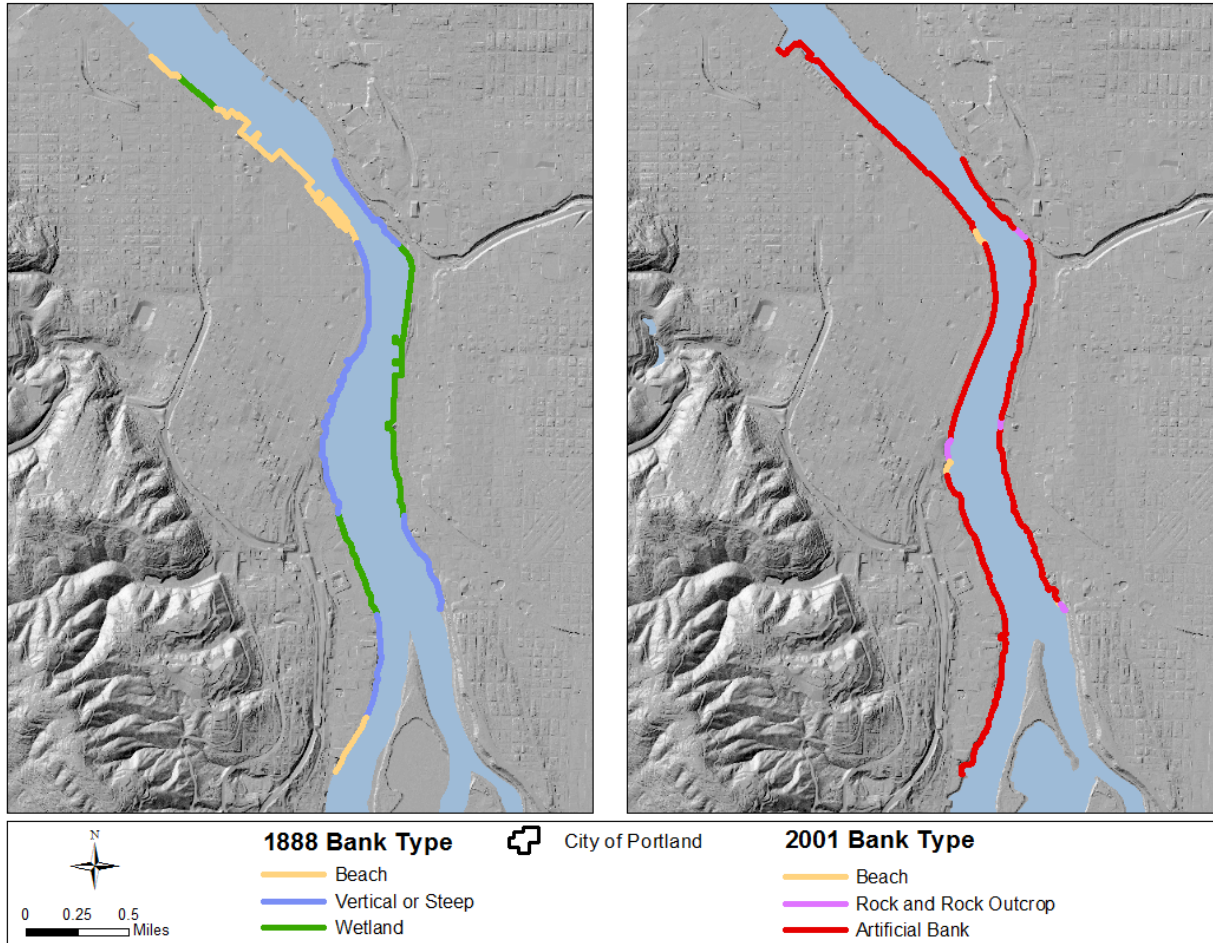 1888 Bank Type
Beach
Vertical or Steep
Wetland
City of Portland
2001 Bank Type
Beach
Rock and Rock Outcrop
Artificial Bank
N
0 0.25 0.5
Miles